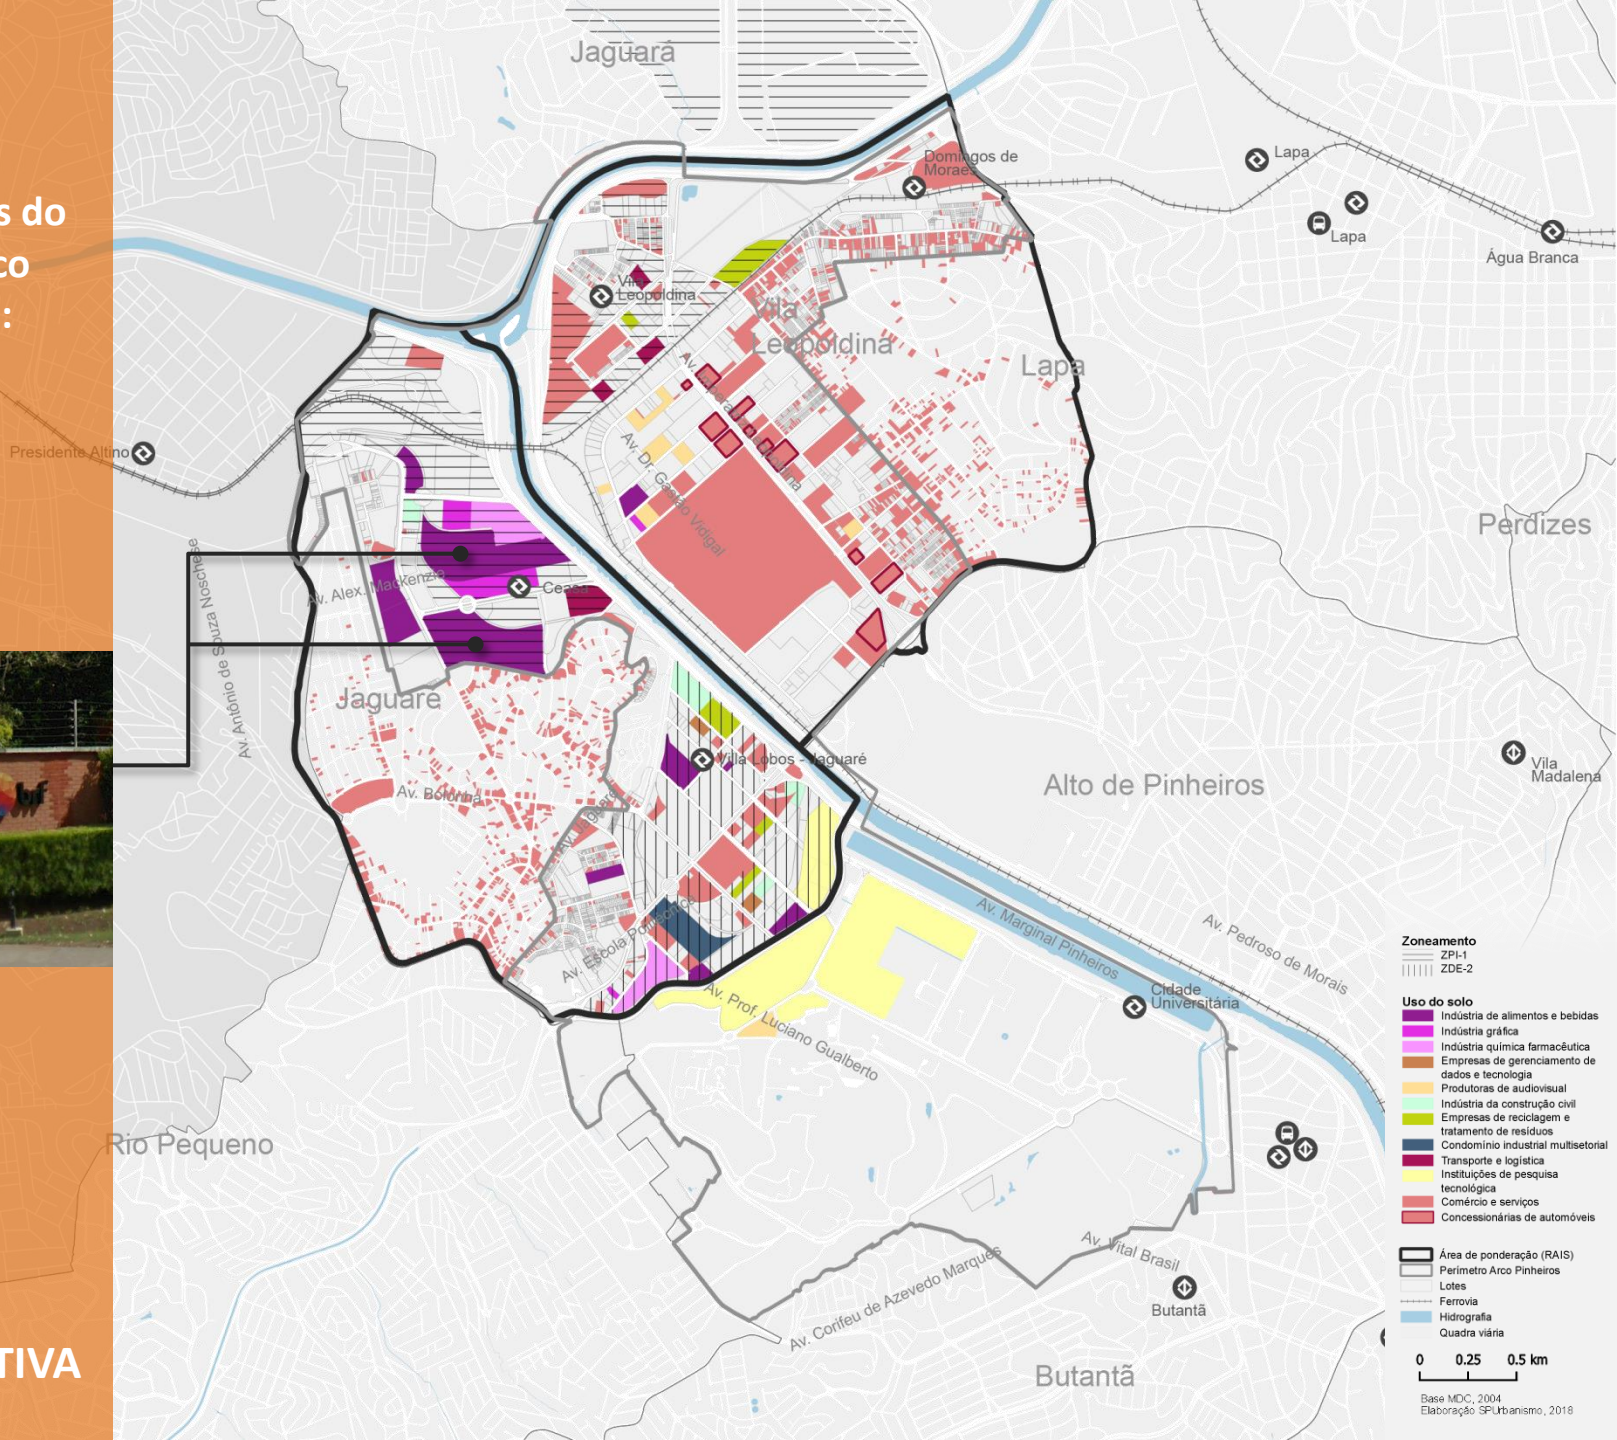 s do
co
:
brf
TIVA
Jaguará
Domingos de
Moraes
Lapa
Lapa
Água Branca
Vila
Leopoldina
Vila
Leopoldina
Lapa
Presidente Altino
Av. Imperatriz Leopoldina
Av. Dr. Gastão Vidigal
Perdizes
Av. Alex. MacKenzie
Ceasa
Av. Antônio de Souza Noschese
Jaguaré
Villa Lobos - Jaguaré
Av. Bolonha
Av. Jaguaré
Alto de Pinheiros
Vila
Madalena
Av. Escola Politécnica
Av. Marginal Pinheiros
Av. Pedroso de Morais
Av. Prof. Luciano Gualberto
Cidade
Universitária
Rio Pequeno
Av. Vital Brasil
Av. Corifeu de Azevedo Marques
Butantã
Butantã
Zoneamento
ZPI-1
ZDE-2
Uso do solo
Indústria de alimentos e bebidas
Indústria gráfica
Indústria química farmacêutica
Empresas de gerenciamento de
dados e tecnologia
Produtoras de audiovisual
Indústria da construção civil
Empresas de reciclagem e
tratamento de resíduos
Condomínio industrial multisetorial
Transporte e logística
Instituições de pesquisa
tecnológica
Comércio e serviços
Concessionárias de automóveis
Área de ponderação (RAIS)
Perímetro Arco Pinheiros
Lotes
Ferrovia
Hidrografia
Quadra viária
0 0.25 0.5 km
Base MDC, 2004
Elaboração SPUrbanismo, 2018